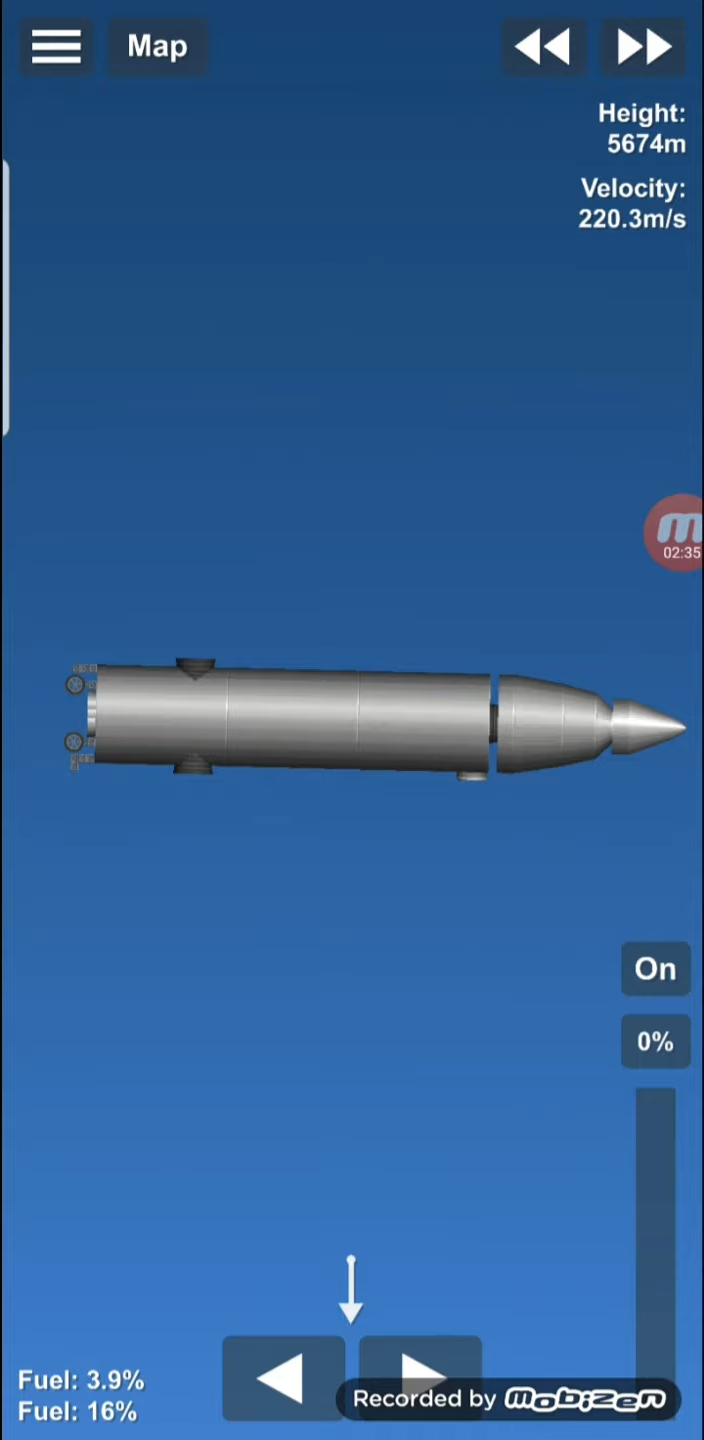 Map
Height:
5674m
Velocity:
220.3m/s
02:35
On
0%
Fuel: 3.9%
Fuel: 16%
Recorded by mobizen